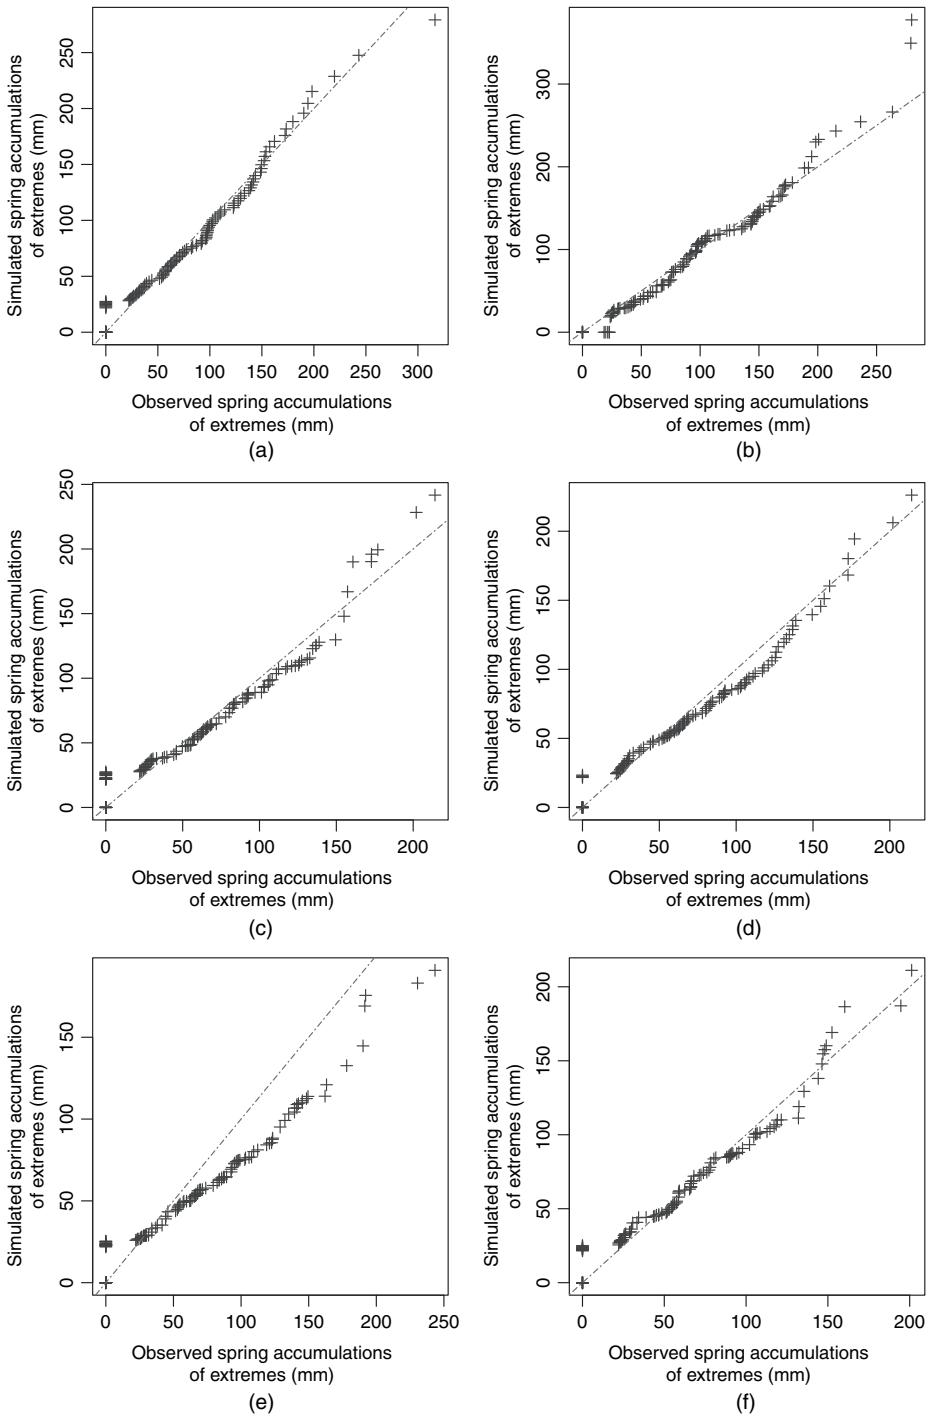 Simulated spring accumulations
of extremes (mm)
250
200
150
100
50
0
0 50 100 150 200 250 300
Observed spring accumulations
of extremes (mm)
(a)
Simulated spring accumulations
of extremes (mm)
300
200
100
0
0 50 100 150 200 250
Observed spring accumulations
of extremes (mm)
(b)
Simulated spring accumulations
of extremes (mm)
250
200
150
100
50
0
0 50 100 150 200
Observed spring accumulations
of extremes (mm)
(c)
Simulated spring accumulations
of extremes (mm)
200
150
100
50
0
0 50 100 150 200
Observed spring accumulations
of extremes (mm)
(d)
Simulated spring accumulations
of extremes (mm)
150
100
50
0
0 50 100 150 200 250
Observed spring accumulations
of extremes (mm)
(e)
Simulated spring accumulations
of extremes (mm)
200
150
100
50
0
0 50 100 150 200
Observed spring accumulations
of extremes (mm)
(f)